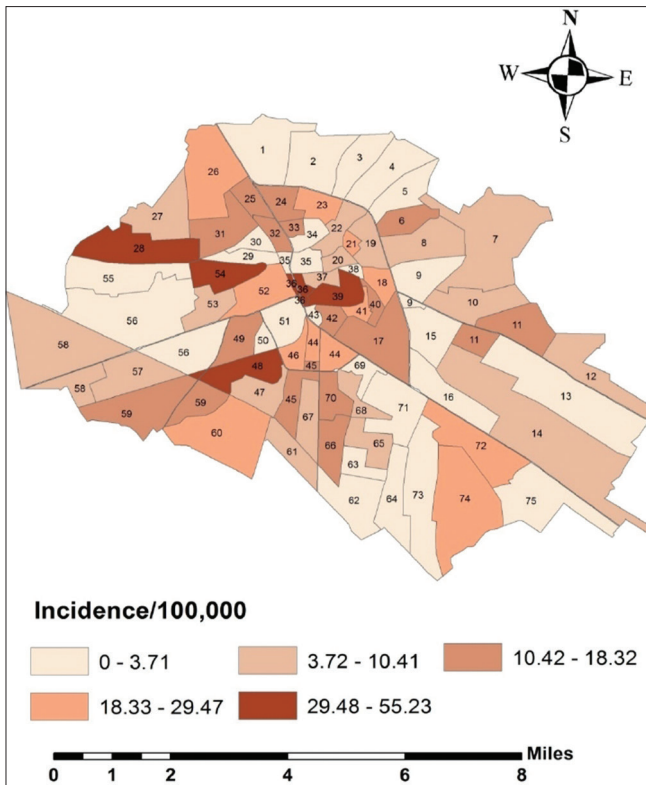 N
W E
S
1 2 3 4
5
26
27 25 24 23
6
7
31 32 33 34 22 21 19 8
28 30
29 35 35 20
9
55 54 37 38
52 36 36 39 18
53 36 40 41 9 10
56 43 42
58 51 17 11 11
49 50 15
56 46 44 44
57 48 45 69 12
58 47 16 13
59 59 45 70 71
67 68
60 66 65 72 14
61 63
62 64 73 74 75
Incidence/100,000
0 - 3.71 3.72 - 10.41 10.42 - 18.32
18.33 - 29.47 29.48 - 55.23
Miles
0 1 2 4 6 8